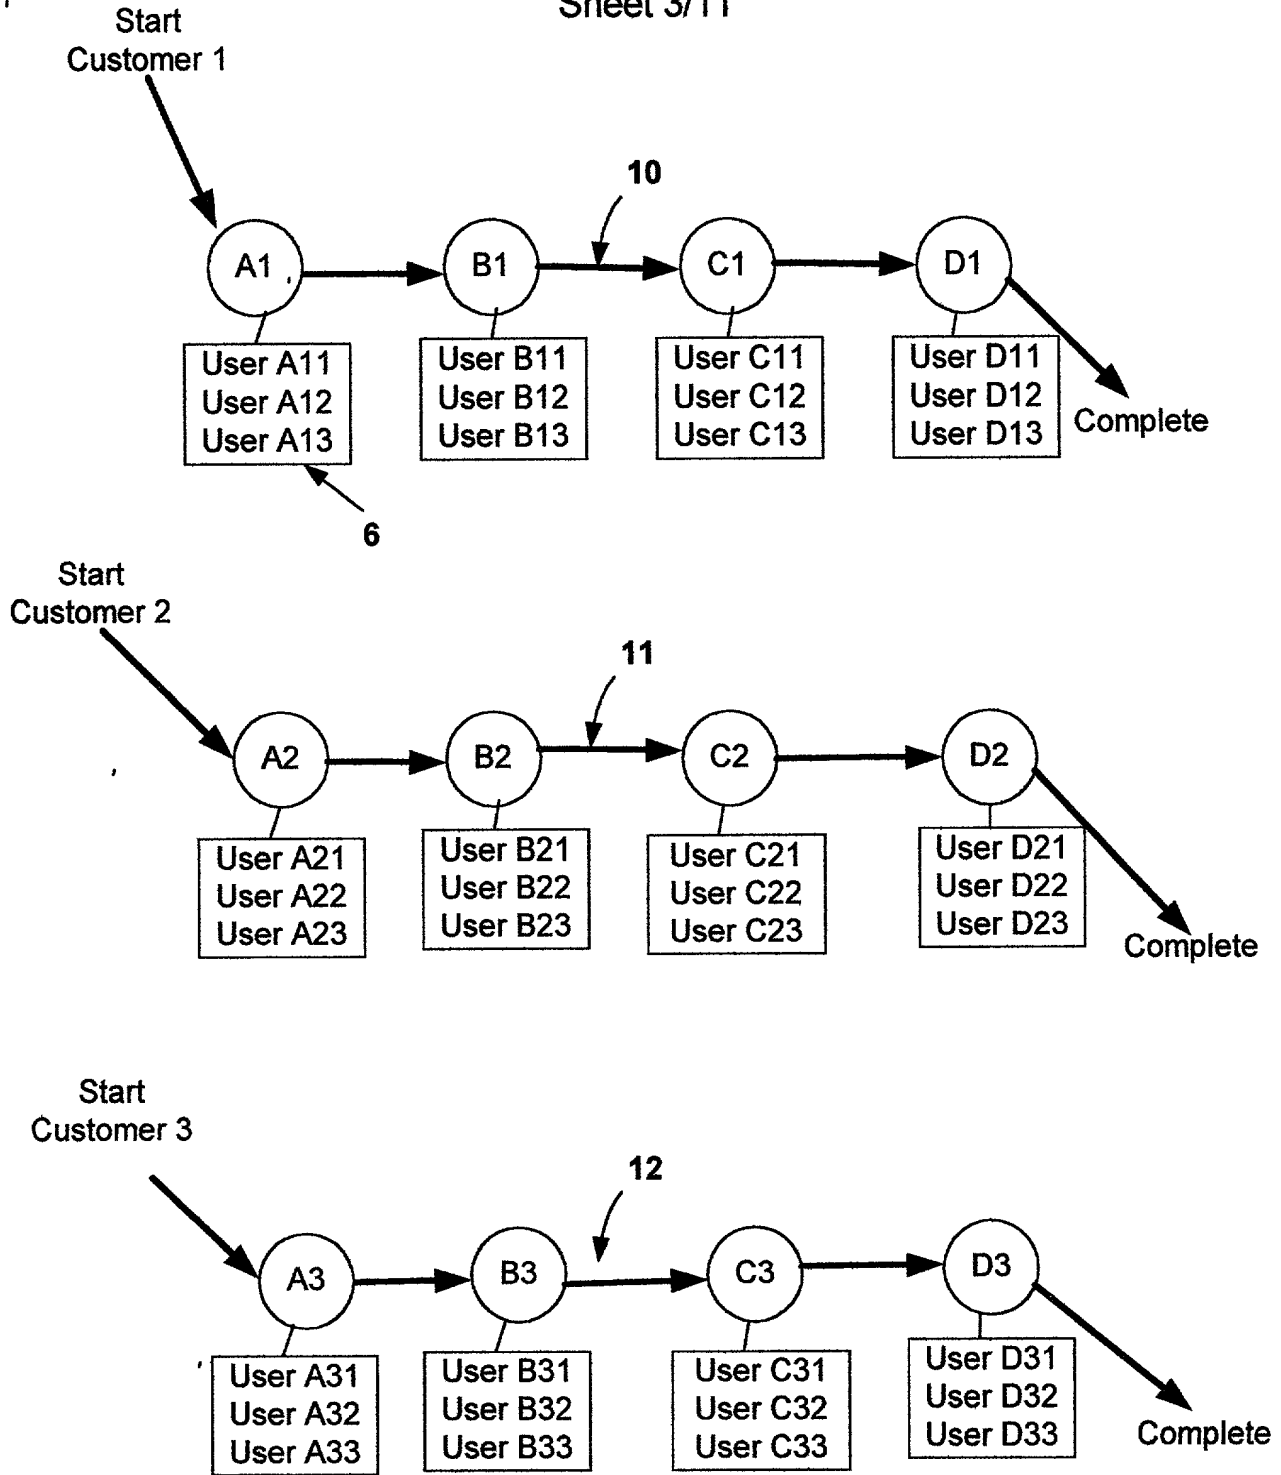 Sheet 3/11
Start
Customer 1
10
A1
B1
C1
D1
User A11
User A12
User A13
User B11
User B12
User B13
User C11
User C12
User C13
User D11
User D12
User D13
Complete
6
Start
Customer 2
11
A2
B2
C2
D2
User A21
User A22
User A23
User B21
User B22
User B23
User C21
User C22
User C23
User D21
User D22
User D23
Complete
Start
Customer 3
12
A3
B3
C3
D3
User A31
User A32
User A33
User B31
User B32
User B33
User C31
User C32
User C33
User D31
User D32
User D33
Complete